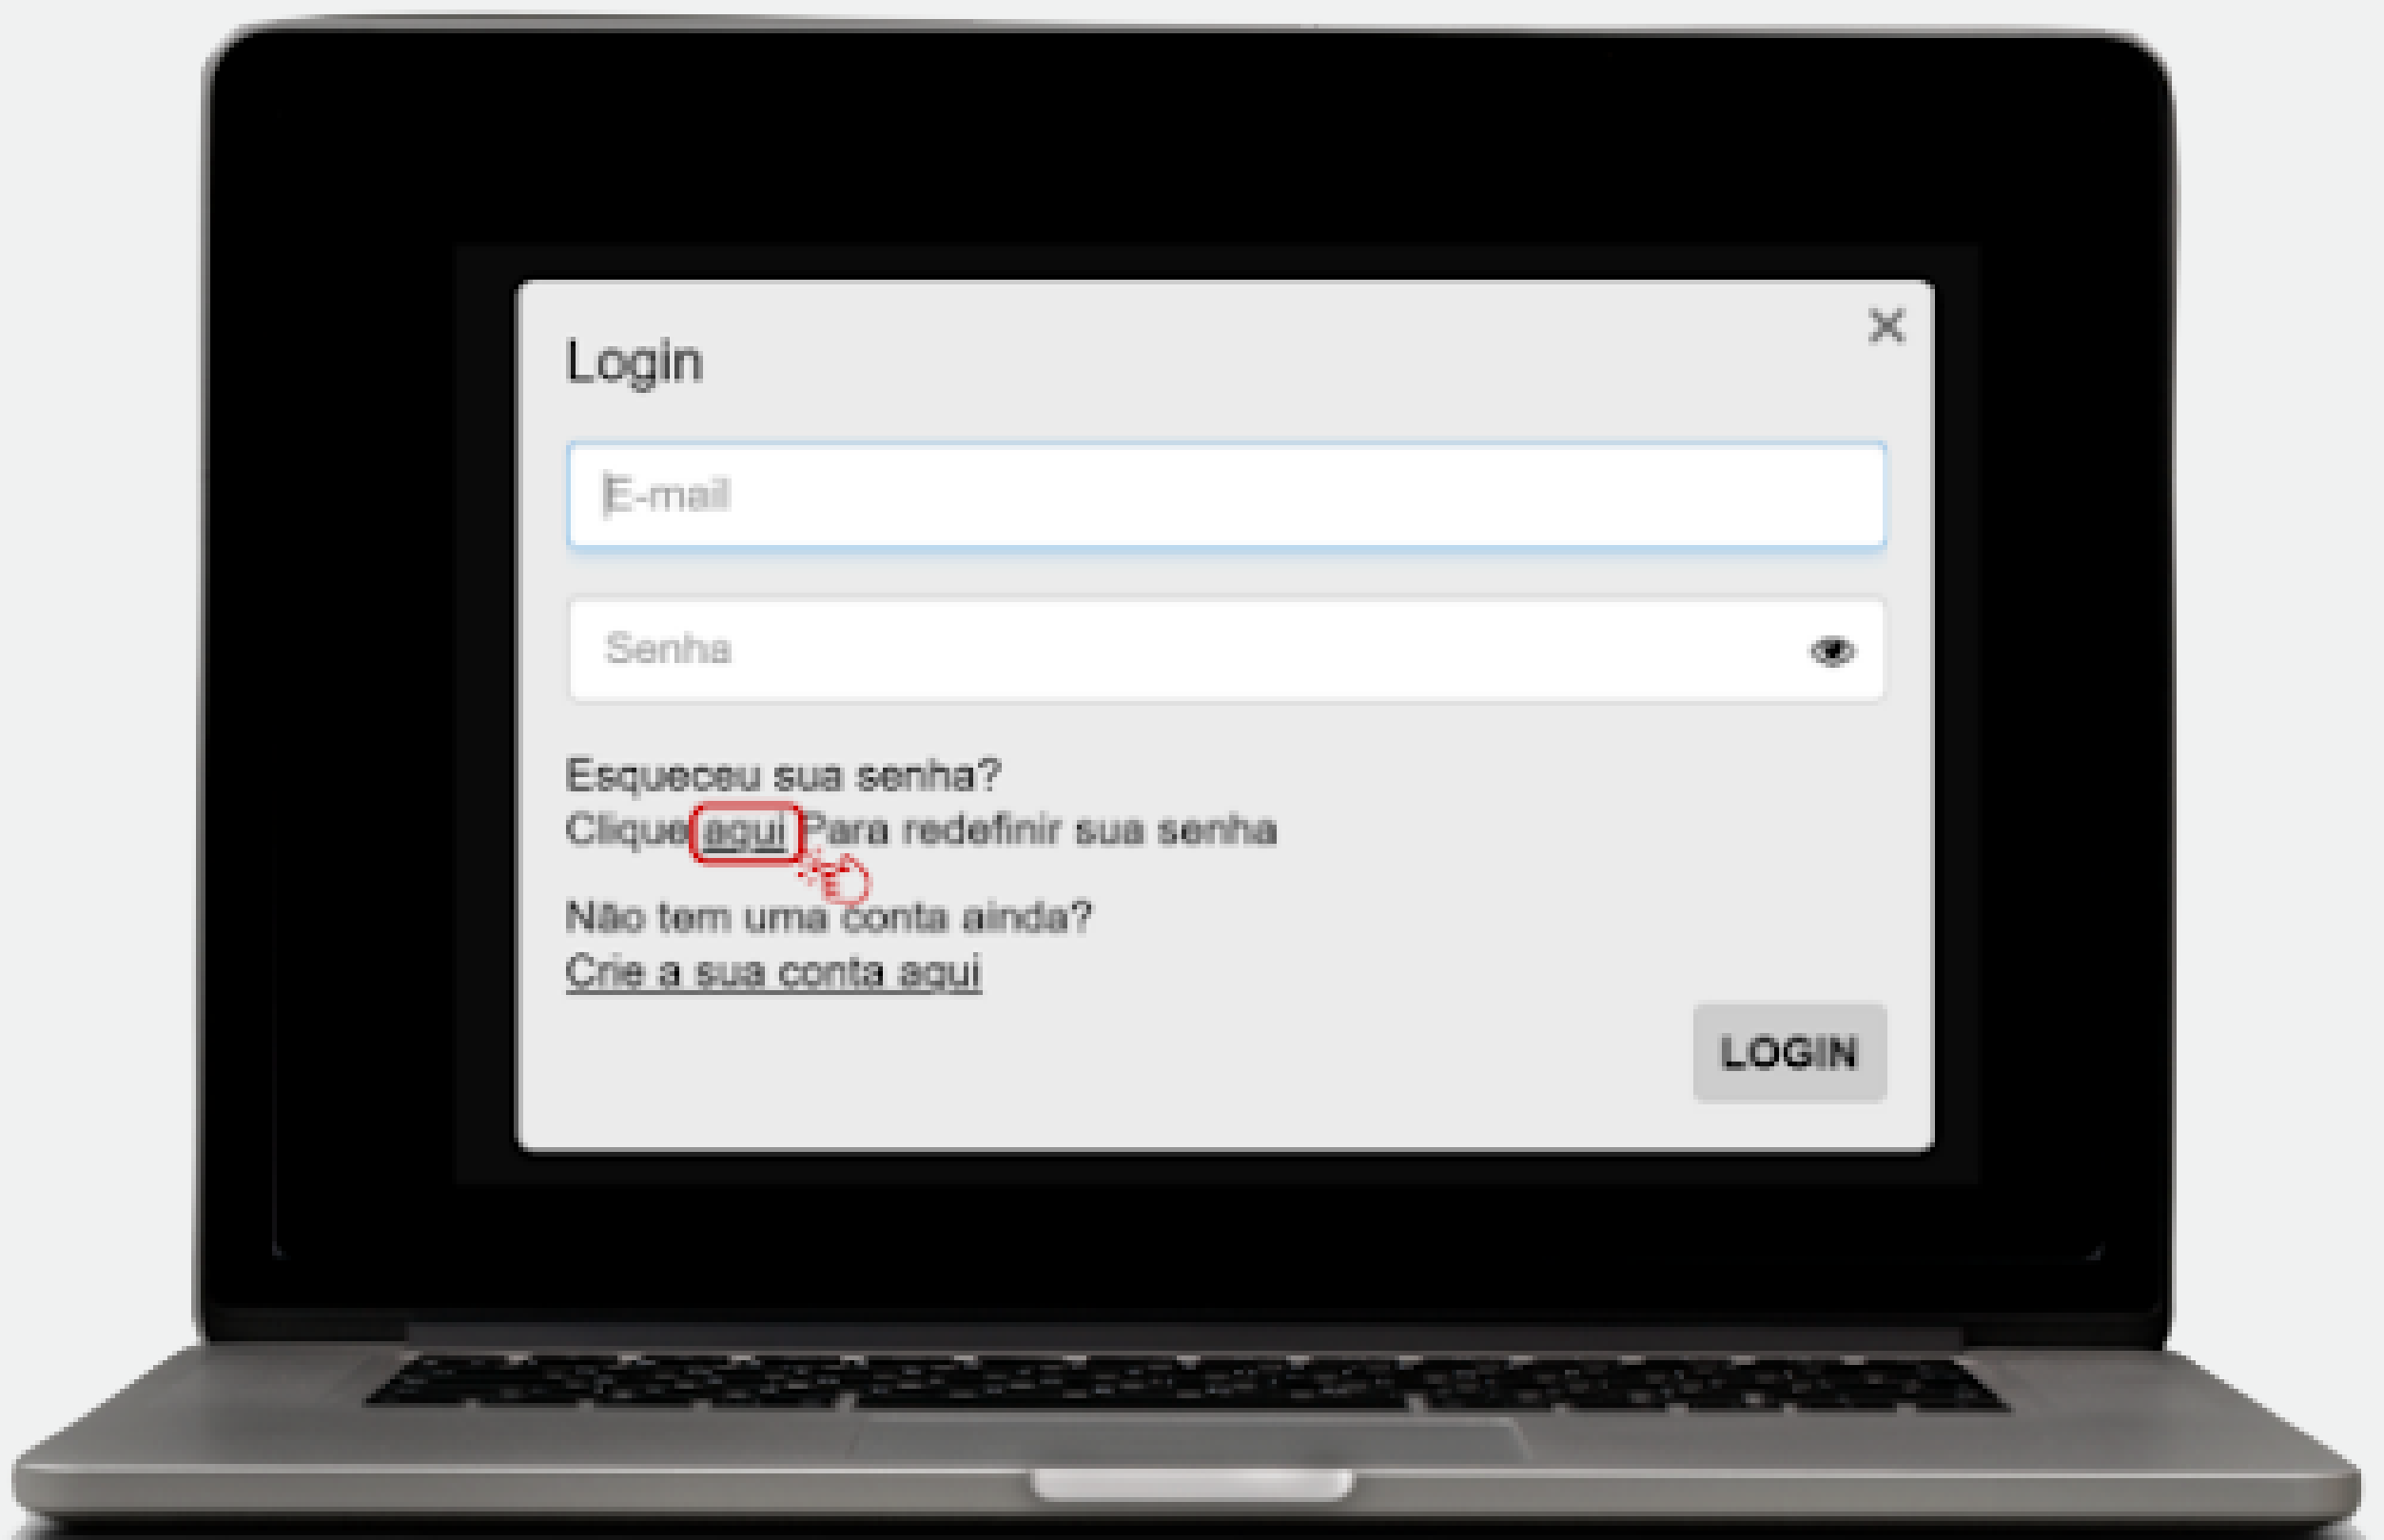 Login
E-mail
Senha
Esqueceu sua senha?
Clique aqui Para redefinir sua senha
Não tem uma conta ainda?
Crie a sua conta aqui
LOGIN